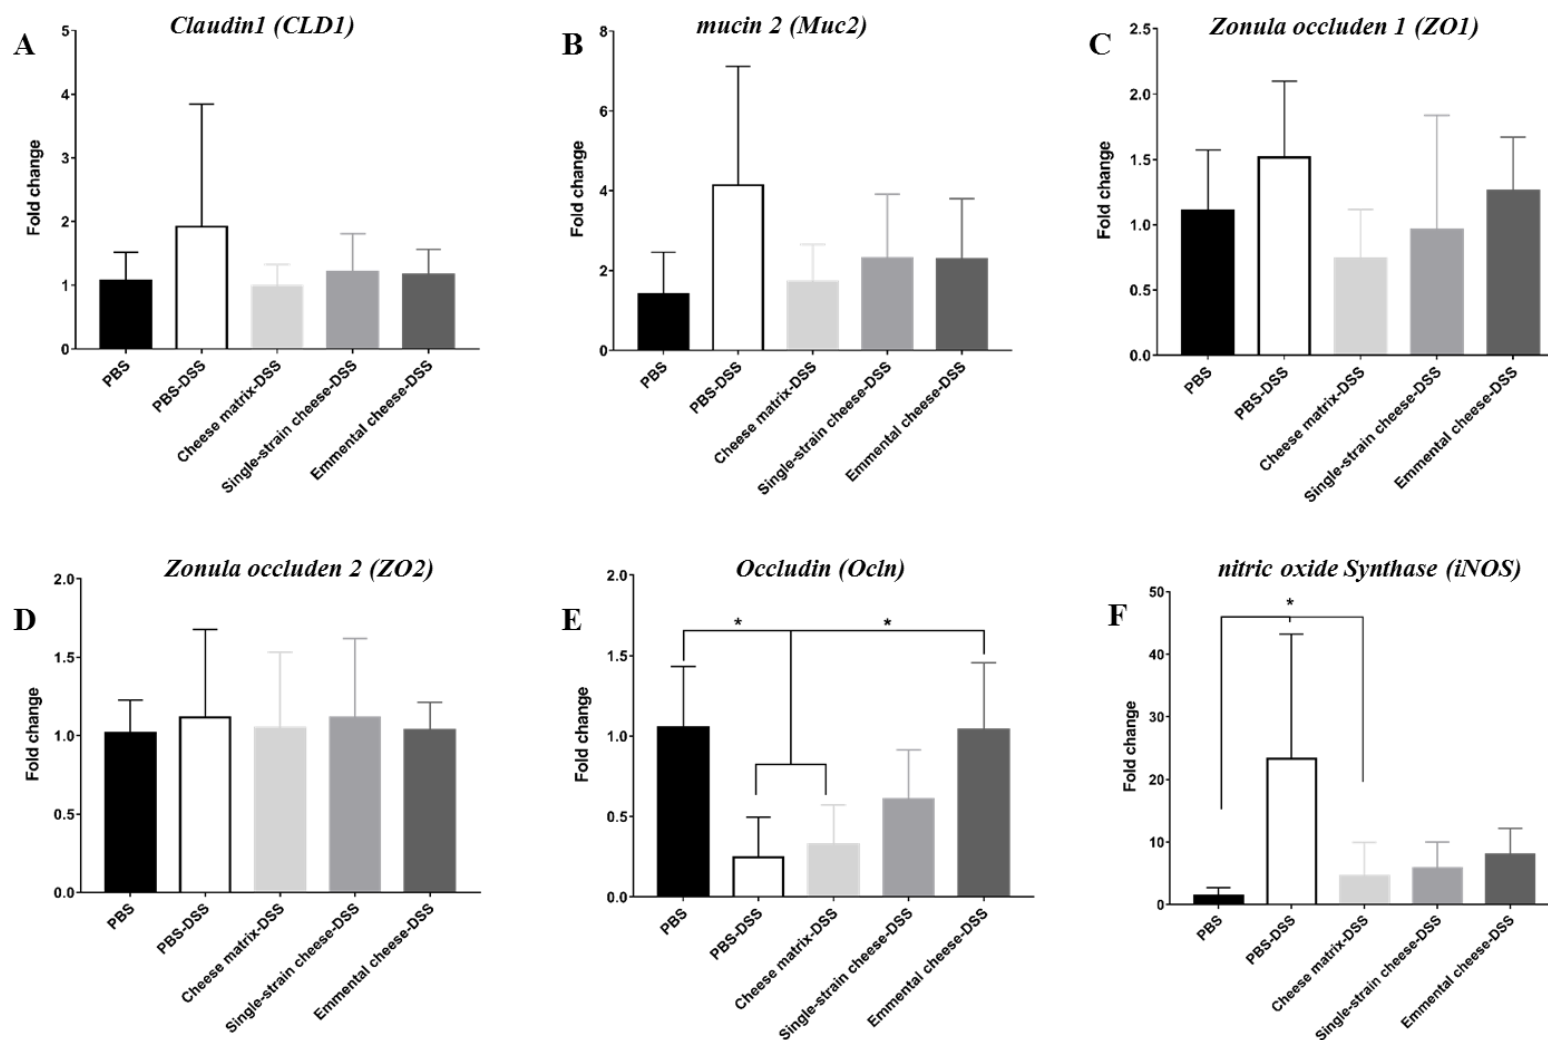 A
Claudin1 (CLD1)
Fold change
5
4
3
2
1
0
PBS
PBS-DSS
Cheese matrix-DSS
Single-strain cheese-DSS
Emmental cheese-DSS
B
mucin 2 (Muc2)
Fold change
8
6
4
2
0
PBS
PBS-DSS
Cheese matrix-DSS
Single-strain cheese-DSS
Emmental cheese-DSS
C
Zonula occluden 1 (ZO1)
Fold change
2.5
2.0
1.5
1.0
0.5
0.0
PBS
PBS-DSS
Cheese matrix-DSS
Single-strain cheese-DSS
Emmental cheese-DSS
D
Zonula occluden 2 (ZO2)
Fold change
2.0
1.5
1.0
0.5
0.0
PBS
PBS-DSS
Cheese matrix-DSS
Single-strain cheese-DSS
Emmental cheese-DSS
E
Occludin (Ocln)
Fold change
2.0
1.5
1.0
0.5
0.0
* *
PBS
PBS-DSS
Cheese matrix-DSS
Single-strain cheese-DSS
Emmental cheese-DSS
F
nitric oxide Synthase (iNOS)
Fold change
50
40
30
20
10
0
*
PBS
PBS-DSS
Cheese matrix-DSS
Single-strain cheese-DSS
Emmental cheese-DSS